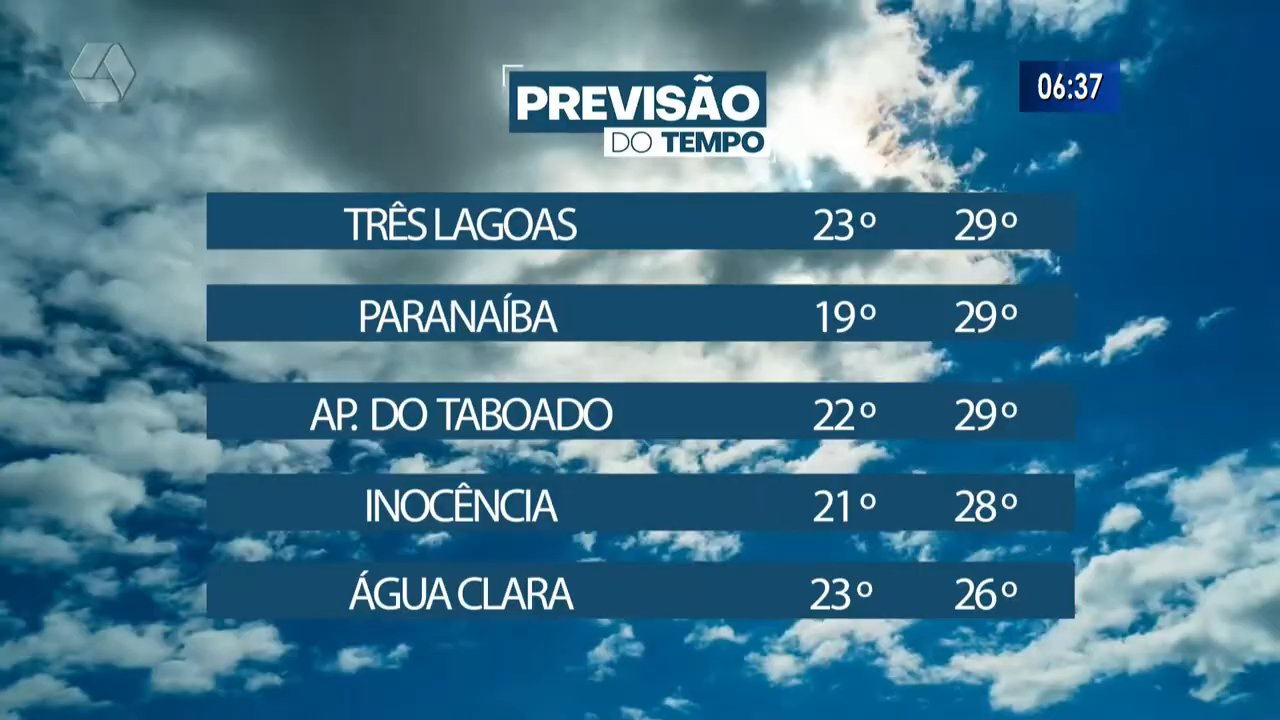 06:37
PREVISÃO
DO TEMPO
TRÊS LAGOAS 23º 29º
PARANAÍBA 19º 29º
AP. DO TABOADO 22º 29º
INOCÊNCIA 21º 28º
ÁGUA CLARA 23º 26º